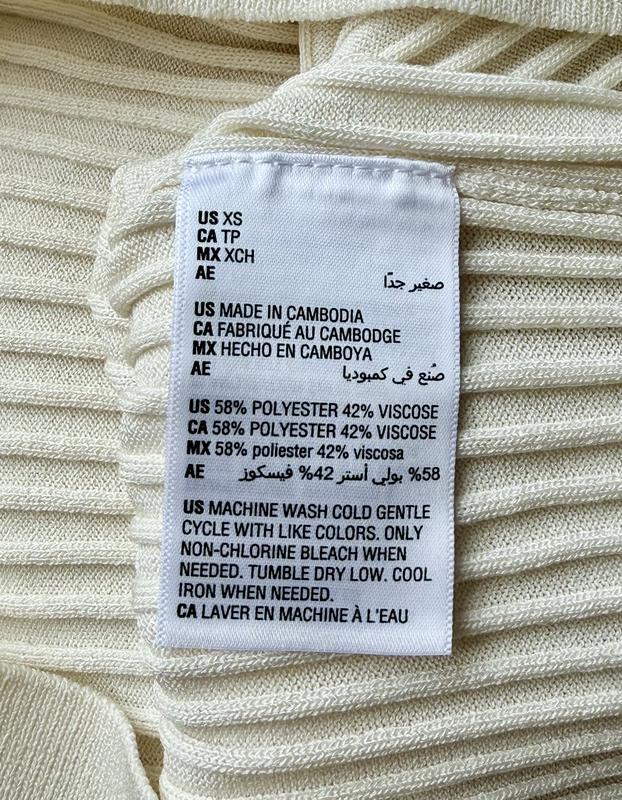 US XS
CA TP
MX XCH
AE صغير جدًا
US MADE IN CAMBODIA
CA FABRIQUÉ AU CAMBODGE
MX HECHO EN CAMBOYA
AE صُنع في كمبوديا
US 58% POLYESTER 42% VISCOSE
CA 58% POLYESTER 42% VISCOSE
MX 58% poliester 42% viscosa
AE 58% بولي أستر 42% فيسكوز
US MACHINE WASH COLD GENTLE
CYCLE WITH LIKE COLORS. ONLY
NON-CHLORINE BLEACH WHEN
NEEDED. TUMBLE DRY LOW. COOL
IRON WHEN NEEDED.
CA LAVER EN MACHINE À L'EAU